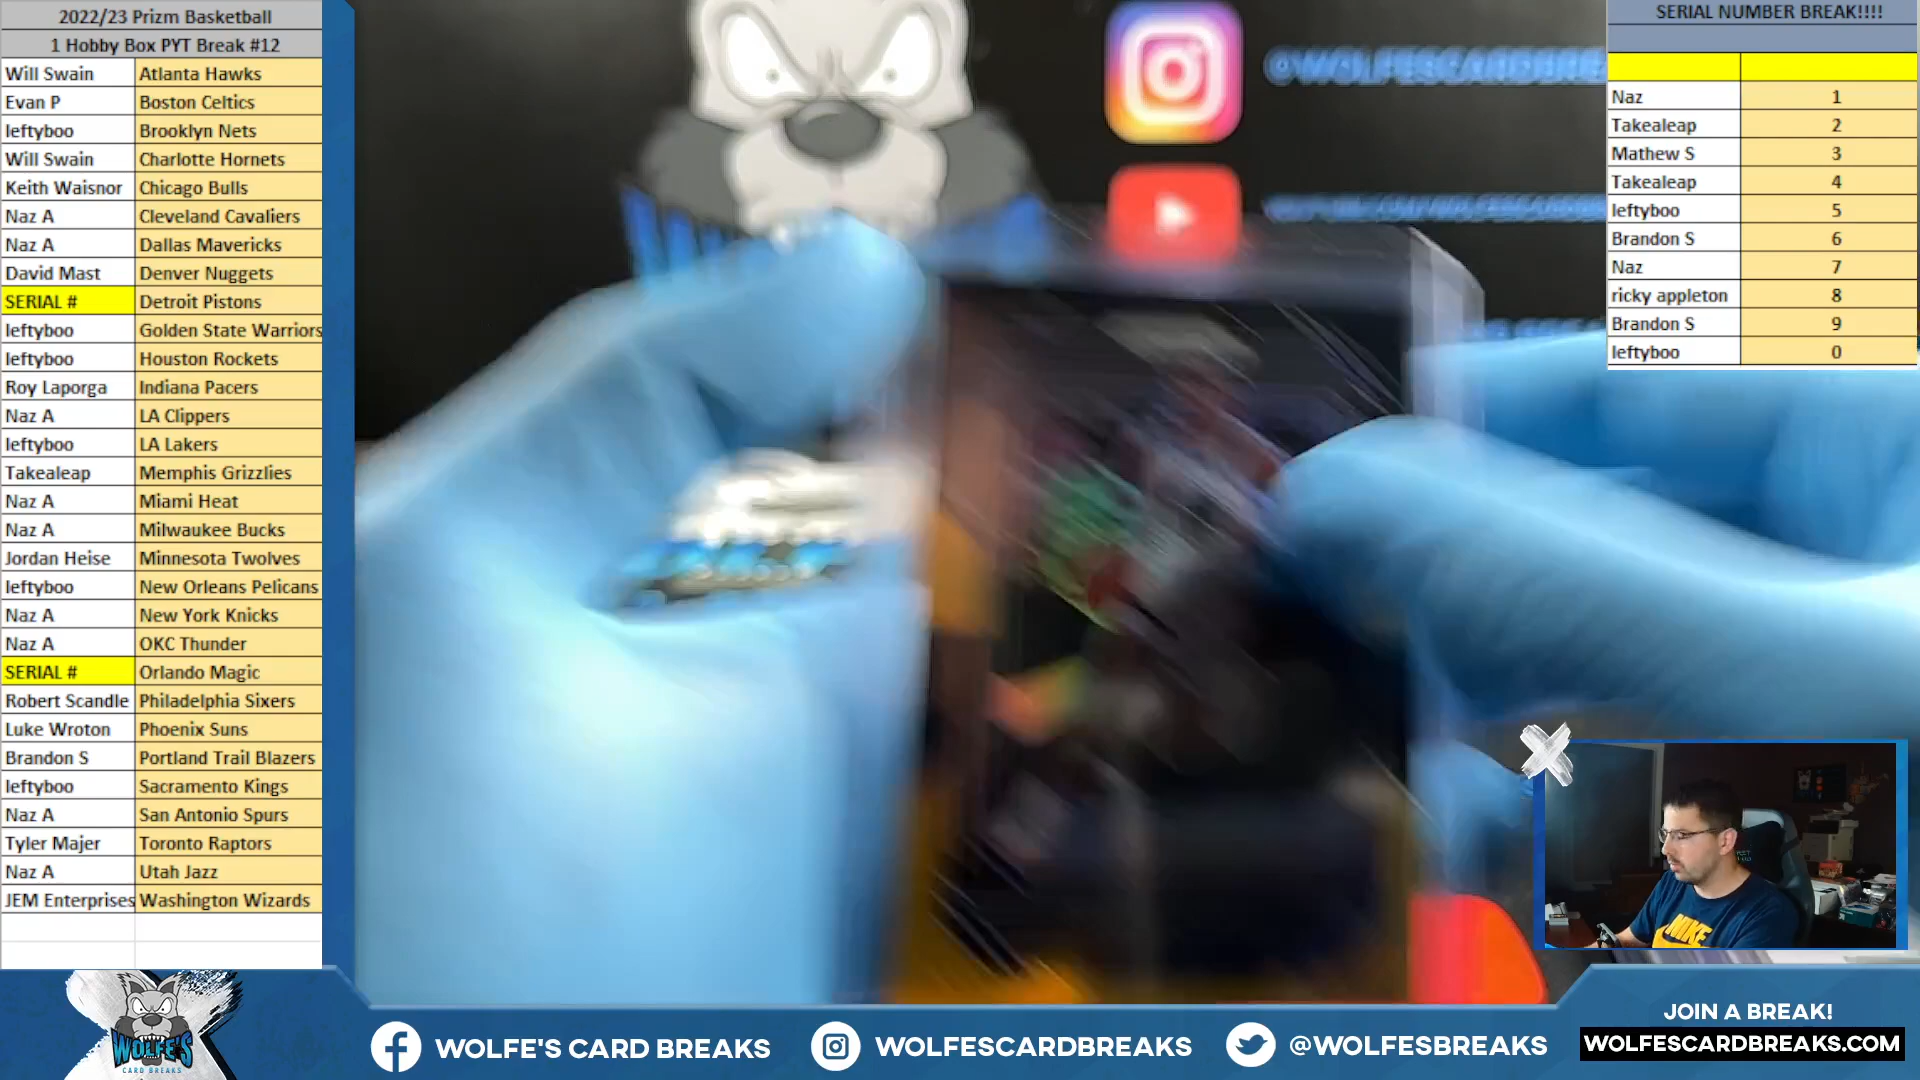 2022/23 Prizm Basketball
1 Hobby Box PYT Break #12
Will Swain Atlanta Hawks
Evan P Boston Celtics
leftyboo Brooklyn Nets
Will Swain Charlotte Hornets
Keith Waisnor Chicago Bulls
Naz A Cleveland Cavaliers
Naz A Dallas Mavericks
David Mast Denver Nuggets
SERIAL # Detroit Pistons
leftyboo Golden State Warriors
leftyboo Houston Rockets
Roy Laporga Indiana Pacers
Naz A LA Clippers
leftyboo LA Lakers
Takealeap Memphis Grizzlies
Naz A Miami Heat
Naz A Milwaukee Bucks
Jordan Heise Minnesota Twolves
leftyboo New Orleans Pelicans
Naz A New York Knicks
Naz A OKC Thunder
SERIAL # Orlando Magic
Robert Scandle Philadelphia Sixers
Luke Wroton Phoenix Suns
Brandon S Portland Trail Blazers
leftyboo Sacramento Kings
Naz A San Antonio Spurs
Tyler Majer Toronto Raptors
Naz A Utah Jazz
JEM Enterprises Washington Wizards
SERIAL NUMBER BREAK!!!!
Naz 1
Takealeap 2
Mathew S 3
Takealeap 4
leftyboo 5
Brandon S 6
Naz 7
ricky appleton 8
Brandon S 9
leftyboo 0
NIKE
WOLFE'S
CARD BREAKS
WOLFE'S CARD BREAKS
WOLFESCARDBREAKS
@WOLFESBREAKS
JOIN A BREAK!
WOLFESCARDBREAKS.COM